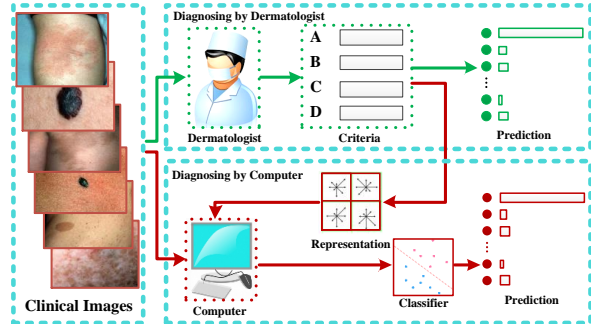 Diagnosing by Dermatologist
A
B
C
D
Dermatologist
Criteria
Prediction
Diagnosing by Computer
Representation
Computer
Classifier
Prediction
Clinical Images